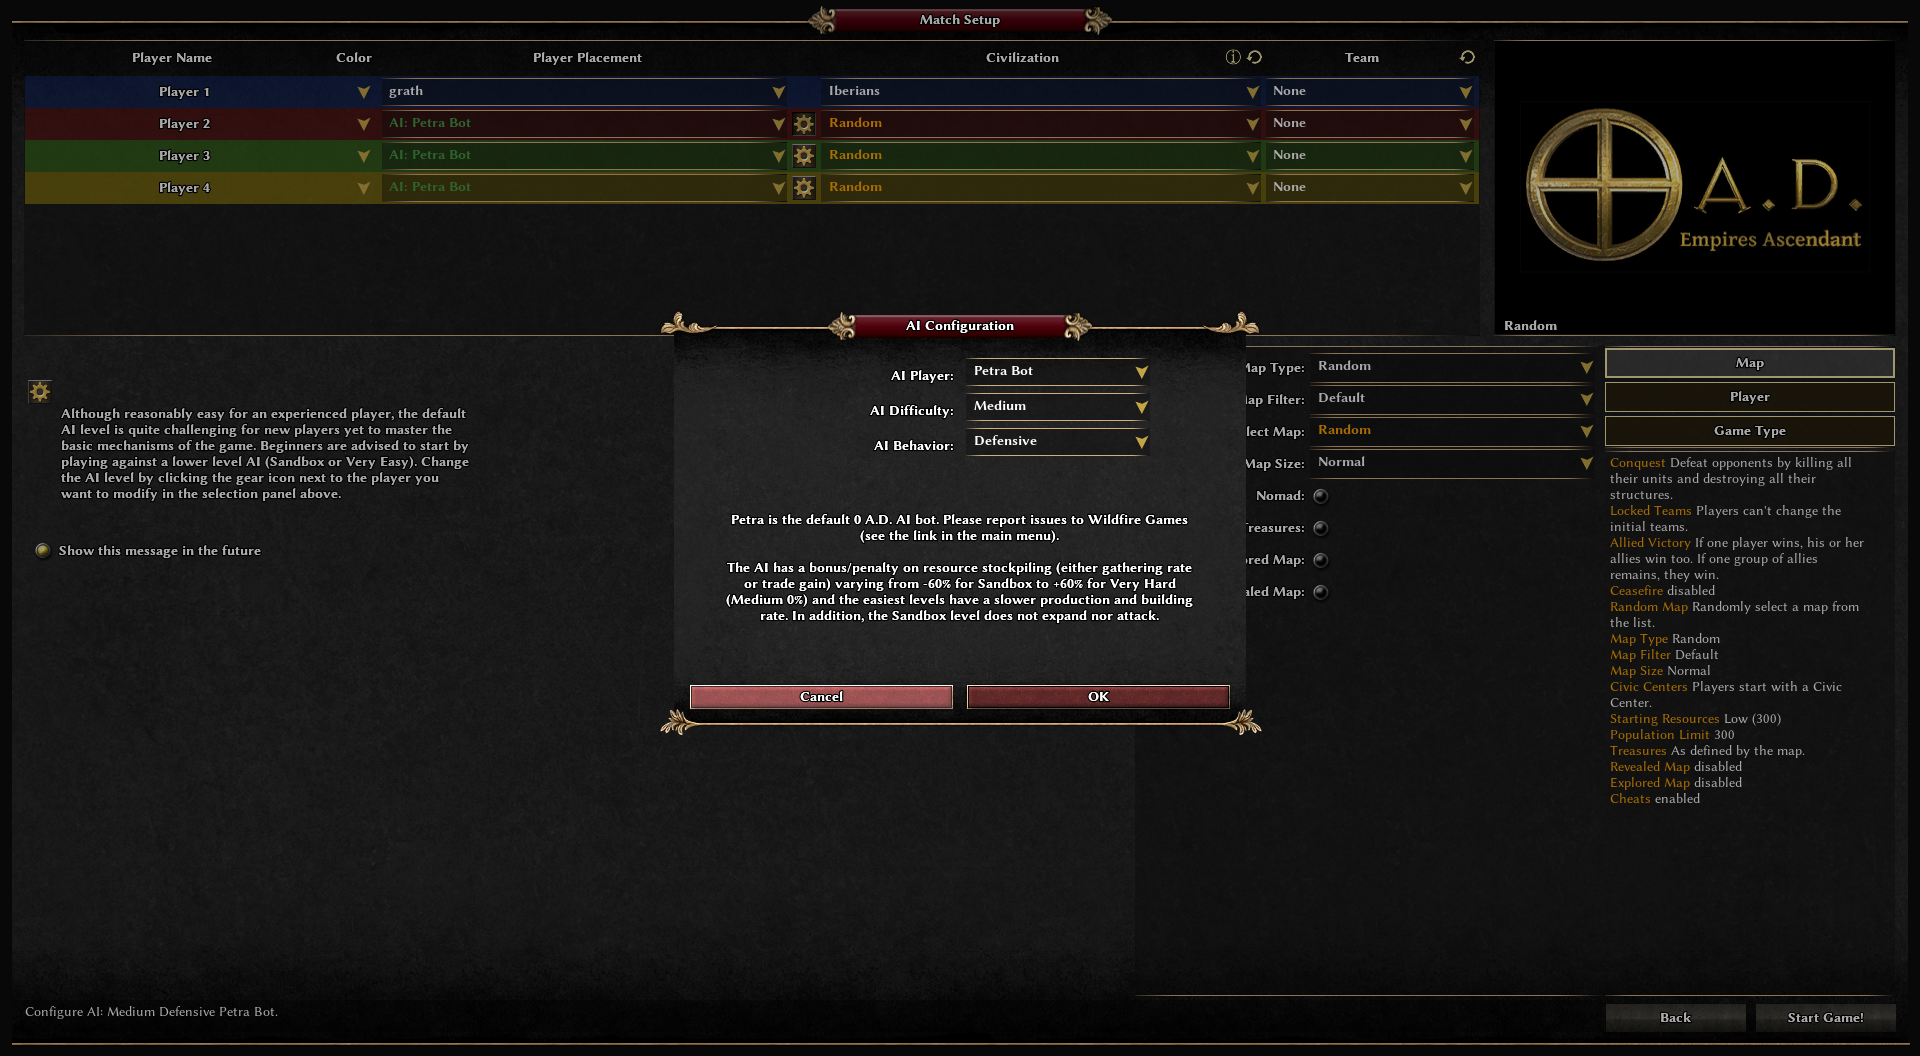 Match Setup
Player Name Color Player Placement Civilization Team
Player 1 grath Iberians None
Player 2 AI: Petra Bot Random None
Player 3 AI: Petra Bot Random None
Player 4 AI: Petra Bot Random None
A.D.
Empires Ascendant
Random
Although reasonably easy for an experienced player, the default
AI level is quite challenging for new players yet to master the
basic mechanisms of the game. Beginners are advised to start by
playing against a lower level AI (Sandbox or Very Easy). Change
the AI level by clicking the gear icon next to the player you
want to modify in the selection panel above.
Show this message in the future
AI Configuration
AI Player: Petra Bot
AI Difficulty: Medium
AI Behavior: Defensive
Petra is the default 0 A.D. AI bot. Please report issues to Wildfire Games
(see the link in the main menu).
The AI has a bonus/penalty on resource stockpiling (either gathering rate
or trade gain) varying from -60% for Sandbox to +60% for Very Hard
(Medium 0%) and the easiest levels have a slower production and building
rate. In addition, the Sandbox level does not expand nor attack.
Cancel OK
Map Type: Random
ap Filter: Default
lect Map: Random
Map Size: Normal
Nomad:
reasures:
red Map:
aled Map:
Map
Player
Game Type
Conquest Defeat opponents by killing all
their units and destroying all their
structures.
Locked Teams Players can't change the
initial teams.
Allied Victory If one player wins, his or her
allies win too. If one group of allies
remains, they win.
Ceasefire disabled
Random Map Randomly select a map from
the list.
Map Type Random
Map Filter Default
Map Size Normal
Civic Centers Players start with a Civic
Center.
Starting Resources Low (300)
Population Limit 300
Treasures As defined by the map.
Revealed Map disabled
Explored Map disabled
Cheats enabled
Configure AI: Medium Defensive Petra Bot.
Back Start Game!